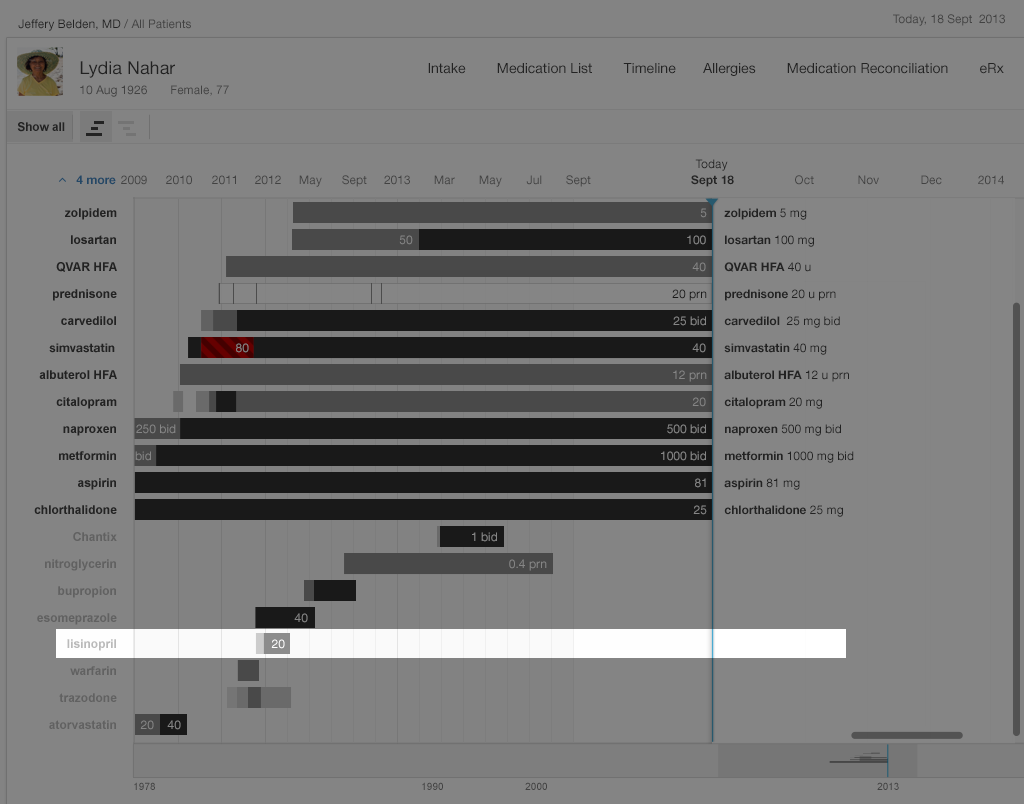 Jeffery Belden, MD / All Patients
Today, 18 Sept 2013
Lydia Nahar
10 Aug 1926 Female, 77
Intake Medication List Timeline Allergies Medication Reconciliation eRx
Show all
Today
4 more 2009 2010 2011 2012 May Sept 2013 Mar May Jul Sept Sept 18 Oct Nov Dec 2014
zolpidem 5 zolpidem 5 mg
losartan 50 100 losartan 100 mg
QVAR HFA 40 QVAR HFA 40 u
prednisone 20 prn prednisone 20 u prn
carvedilol 25 bid carvedilol 25 mg bid
simvastatin 80 40 simvastatin 40 mg
albuterol HFA 12 prn albuterol HFA 12 u prn
citalopram 20 citalopram 20 mg
naproxen 250 bid 500 bid naproxen 500 mg bid
metformin bid 1000 bid metformin 1000 mg bid
aspirin 81 aspirin 81 mg
chlorthalidone 25 chlorthalidone 25 mg
Chantix 1 bid
nitroglycerin 0.4 prn
bupropion
esomeprazole 40
lisinopril 20
warfarin
trazodone
atorvastatin 20 40
1978 1990 2000 2013